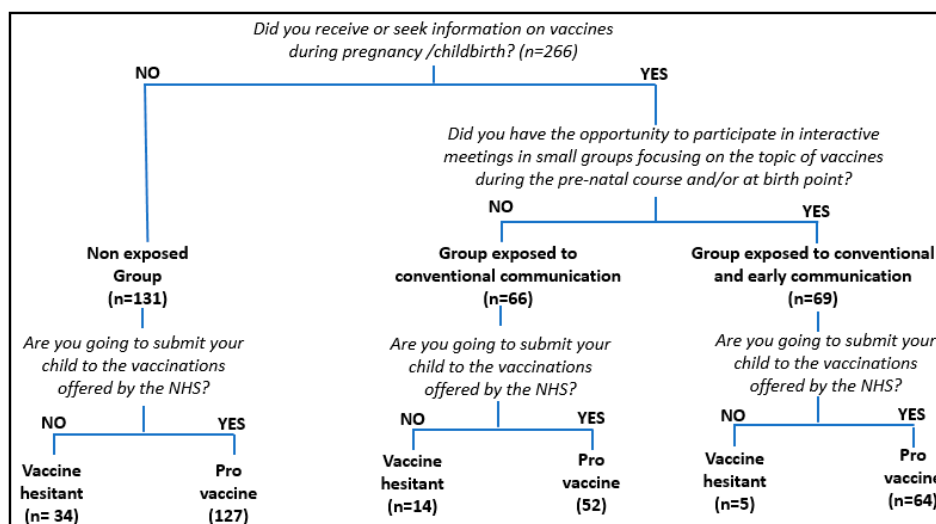 Did you receive or seek information on vaccines
during pregnancy /childbirth? (n=266)
NO
YES
Did you have the opportunity to participate in interactive
meetings in small groups focusing on the topic of vaccines
during the pre-natal course and/or at birth point?
NO
YES
Non exposed
Group
(n=131)
Group exposed to
conventional communication
(n=66)
Group exposed to conventional
and early communication
(n=69)
Are you going to submit your
child to the vaccinations
offered by the NHS?
Are you going to submit your
child to the vaccinations
offered by the NHS?
Are you going to submit your
child to the vaccinations
offered by the NHS?
NO
YES
NO
YES
NO
YES
Vaccine
hesitant
(n= 34)
Pro
vaccine
(127)
Vaccine
hesitant
(n=14)
Pro
vaccine
(52)
Vaccine
hesitant
(n=5)
Pro
vaccine
(n=64)